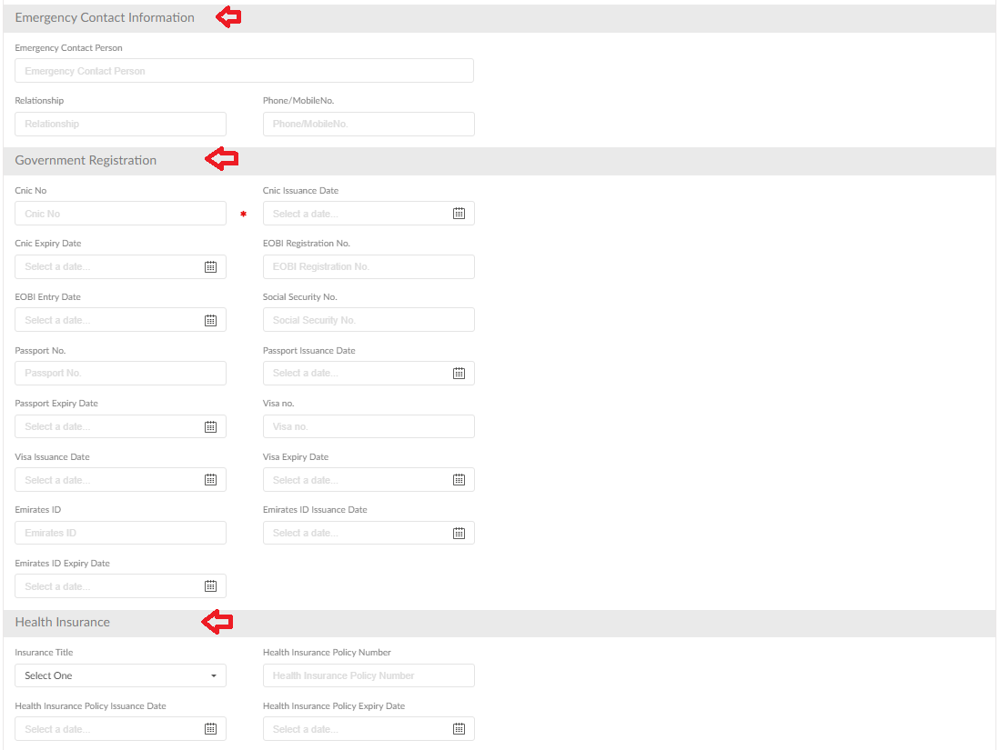 Emergency Contact Information
Emergency Contact Person
Emergency Contact Person
Relationship Phone/MobileNo.
Relationship Phone/MobileNo.
Government Registration
Cnic No Cnic Issuance Date
Cnic No * Select a date...
Cnic Expiry Date EOBI Registration No.
Select a date... EOBI Registration No.
EOBI Entry Date Social Security No.
Select a date... Social Security No.
Passport No. Passport Issuance Date
Passport No. Select a date...
Passport Expiry Date Visa no.
Select a date... Visa no.
Visa Issuance Date Visa Expiry Date
Select a date... Select a date...
Emirates ID Emirates ID Issuance Date
Emirates ID Select a date...
Emirates ID Expiry Date
Select a date...
Health Insurance
Insurance Title Health Insurance Policy Number
Select One Health Insurance Policy Number
Health Insurance Policy Issuance Date Health Insurance Policy Expiry Date
Select a date... Select a date...